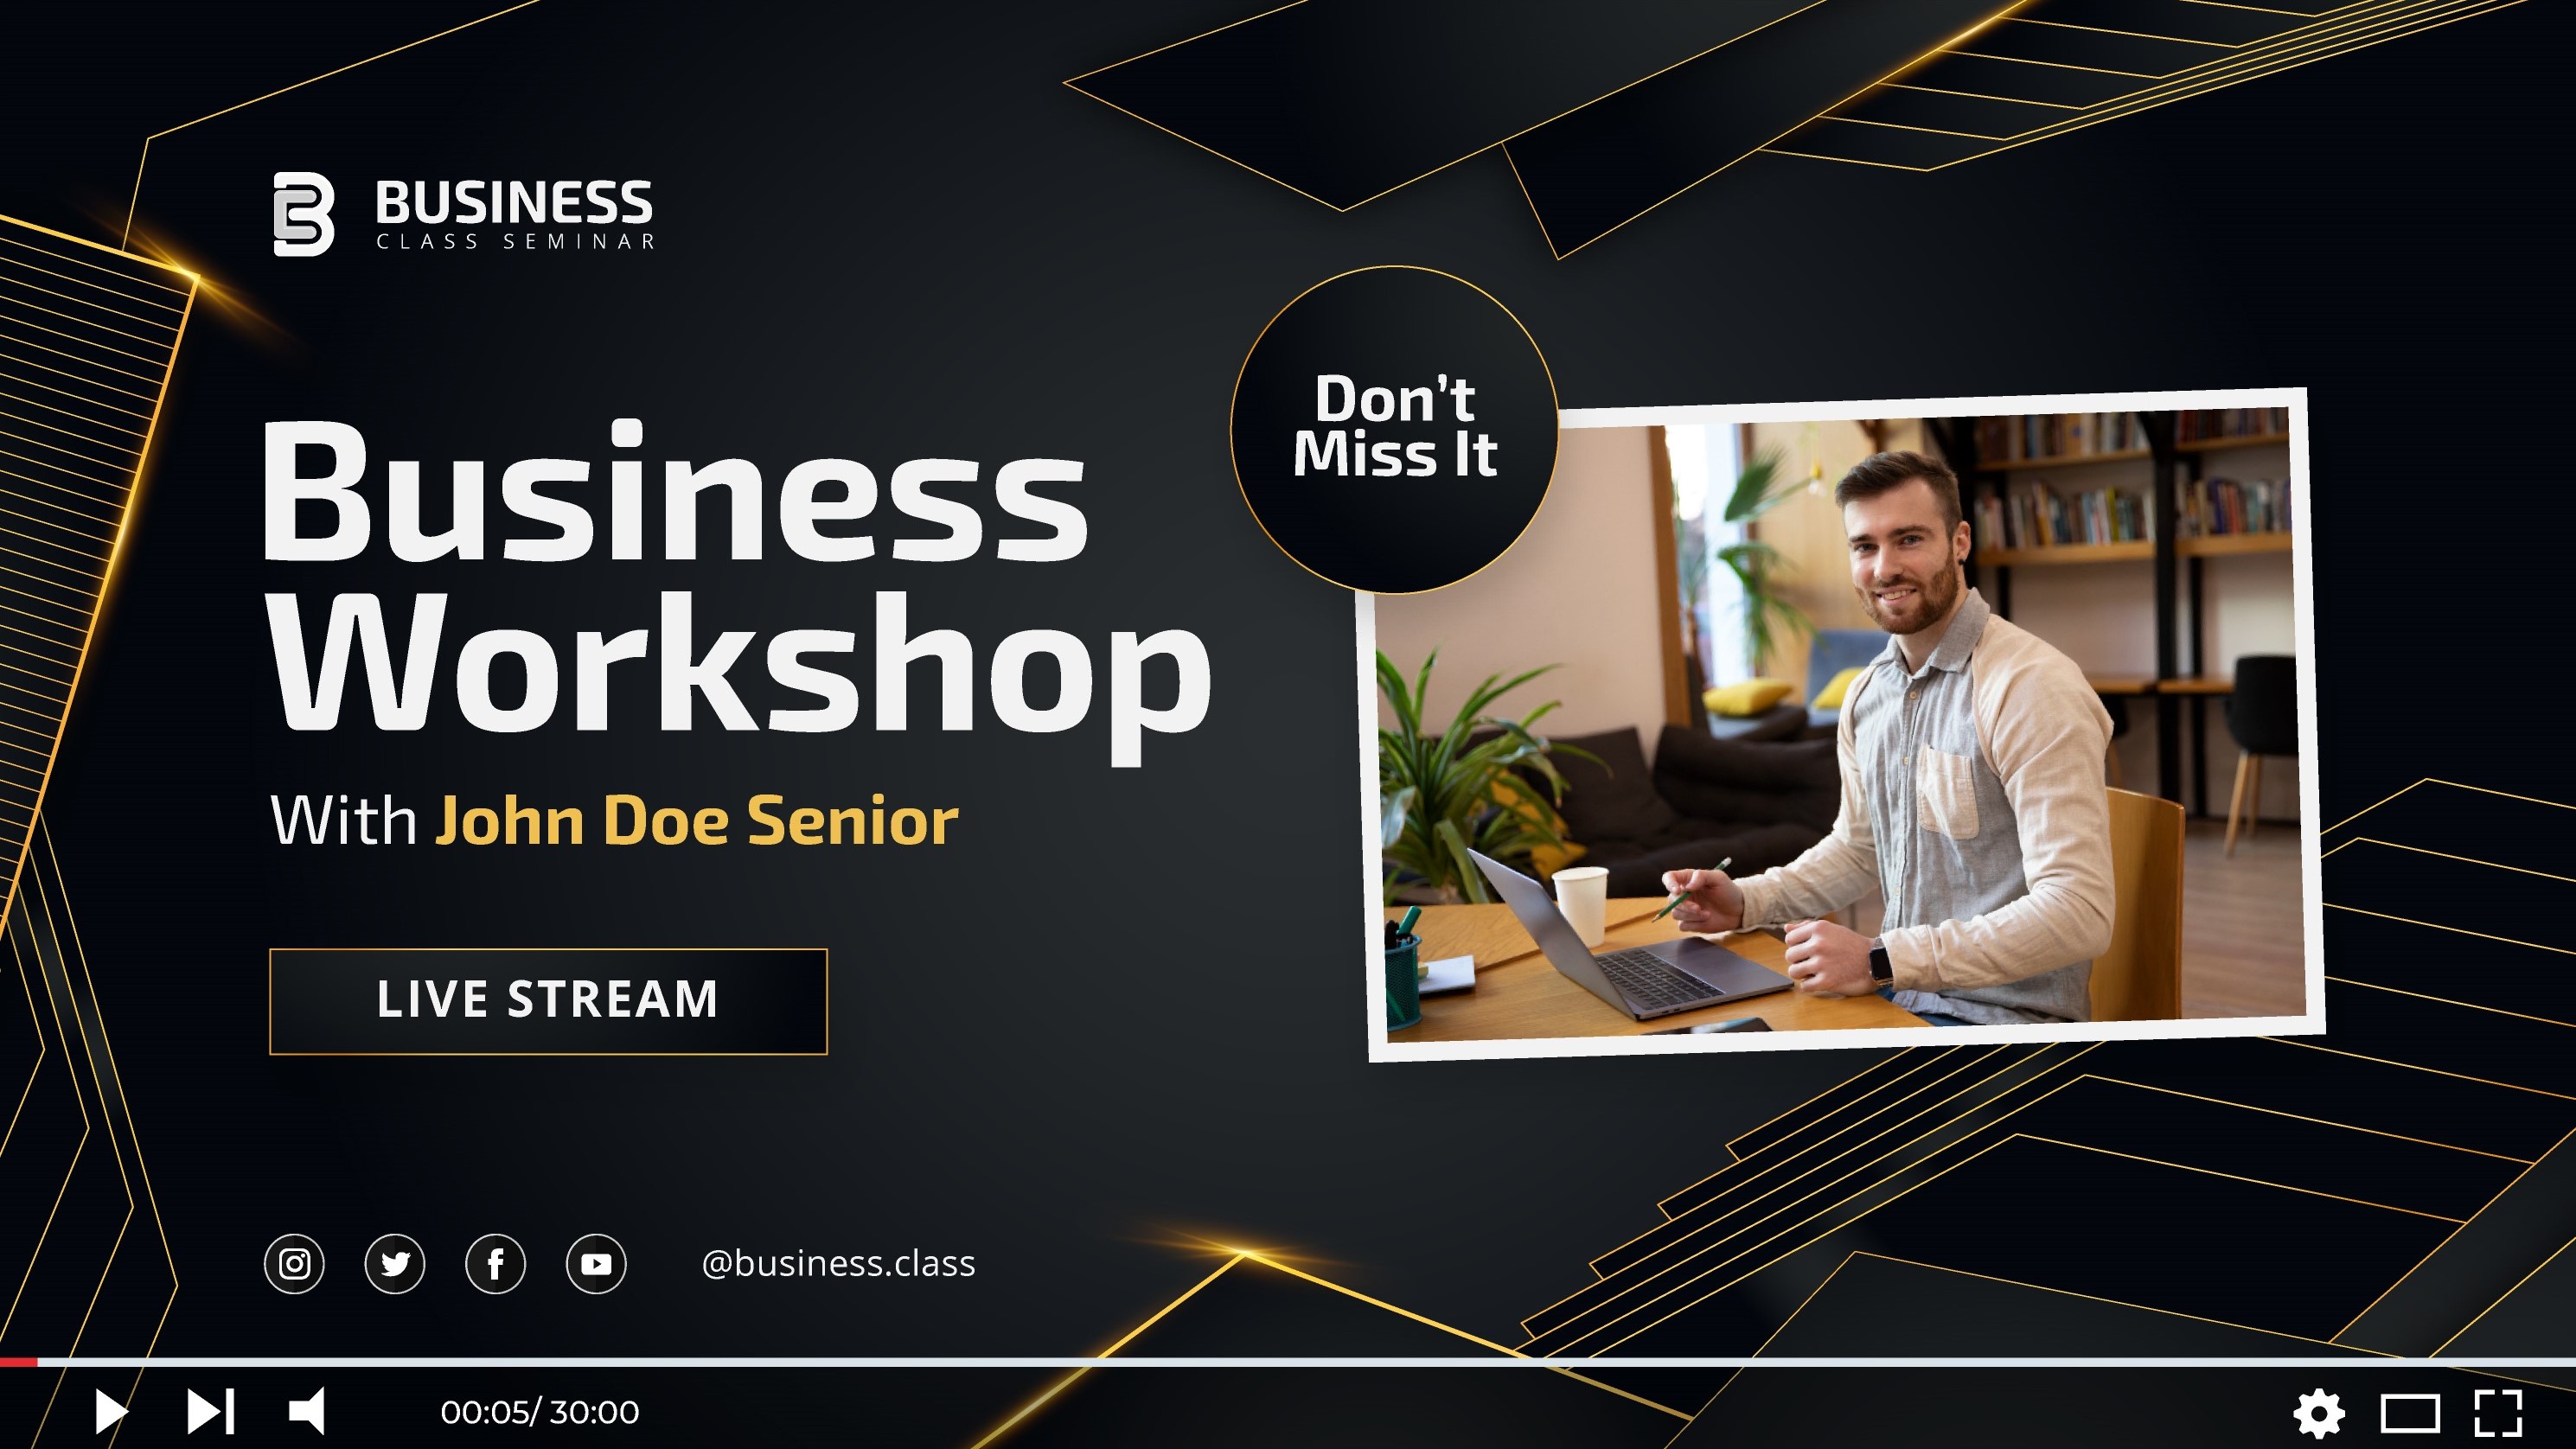 BUSINESS
CLASS SEMINAR
Don’t
Miss It
Business
Workshop
With John Doe Senior
LIVE STREAM
@business.class
00:05/ 30:00